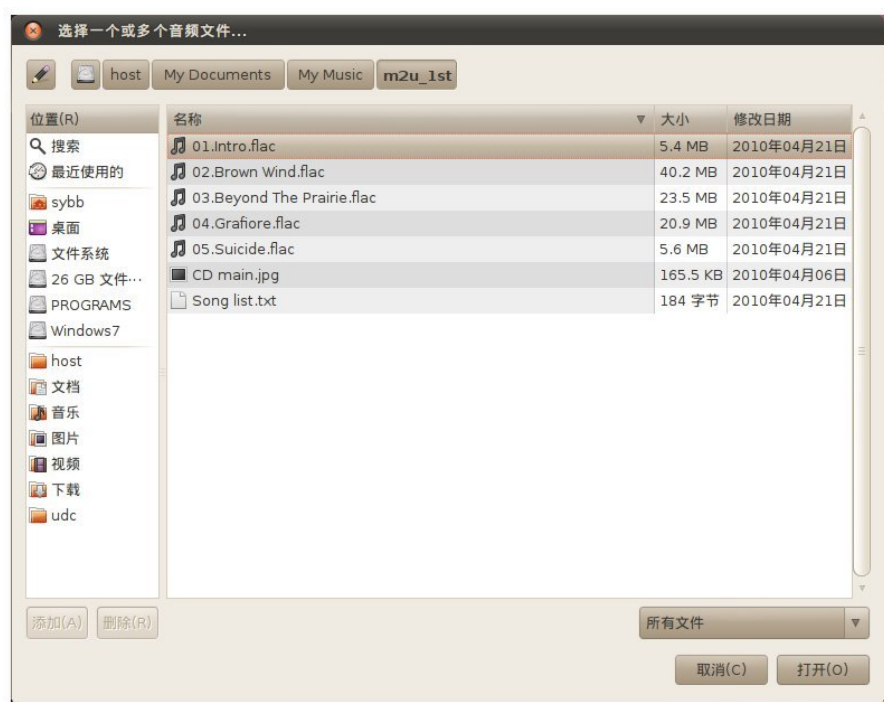 选择一个或多个音频文件...
host My Documents My Music m2u_1st
位置(R)
搜索
最近使用的
sybb
桌面
文件系统
26 GB 文件…
PROGRAMS
Windows7
host
文档
音乐
图片
视频
下载
udc
名称 大小 修改日期
01.Intro.flac 5.4 MB 2010年04月21日
02.Brown Wind.flac 40.2 MB 2010年04月21日
03.Beyond The Prairie.flac 23.5 MB 2010年04月21日
04.Grafiore.flac 20.9 MB 2010年04月21日
05.Suicide.flac 5.6 MB 2010年04月21日
CD main.jpg 165.5 KB 2010年04月06日
Song list.txt 184 字节 2010年04月21日
添加(A) 删除(R)
所有文件
取消(C) 打开(O)